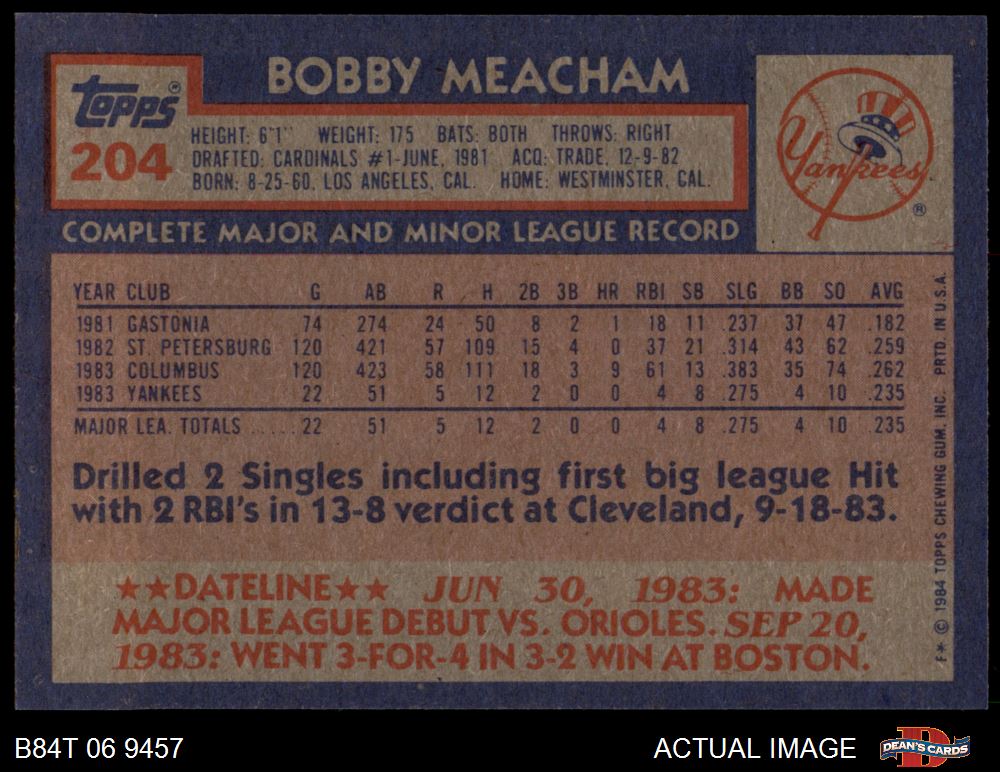 BOBBY MEACHAM
Topps®
204
HEIGHT: 6'1" WEIGHT: 175 BATS: BOTH THROWS: RIGHT
DRAFTED: CARDINALS #1-JUNE, 1981 ACQ: TRADE, 12-9-82
BORN: 8-25-60, LOS ANGELES, CAL. HOME: WESTMINSTER, CAL.
Yankees
®
COMPLETE MAJOR AND MINOR LEAGUE RECORD
YEAR CLUB G AB R H 2B 3B HR RBI SB SLG BB SO AVG
1981 GASTONIA 74 274 24 50 8 2 1 18 11 .237 37 47 .182
1982 ST. PETERSBURG 120 421 57 109 15 4 0 37 21 .314 43 62 .259
1983 COLUMBUS 120 423 58 111 18 3 9 61 13 .383 35 74 .262
1983 YANKEES 22 51 5 12 2 0 0 4 8 .275 4 10 .235
MAJOR LEA. TOTALS ..... 22 51 5 12 2 0 0 4 8 .275 4 10 .235
Drilled 2 Singles including first big league Hit
with 2 RBI's in 13-8 verdict at Cleveland, 9-18-83.
★★DATELINE★★ JUN 30, 1983: MADE
MAJOR LEAGUE DEBUT VS. ORIOLES. SEP 20,
1983: WENT 3-FOR-4 IN 3-2 WIN AT BOSTON.
F* © 1984 TOPPS CHEWING GUM, INC. PRTD. IN U.S.A.
B84T 06 9457
ACTUAL IMAGE
D
DEAN'S CARDS